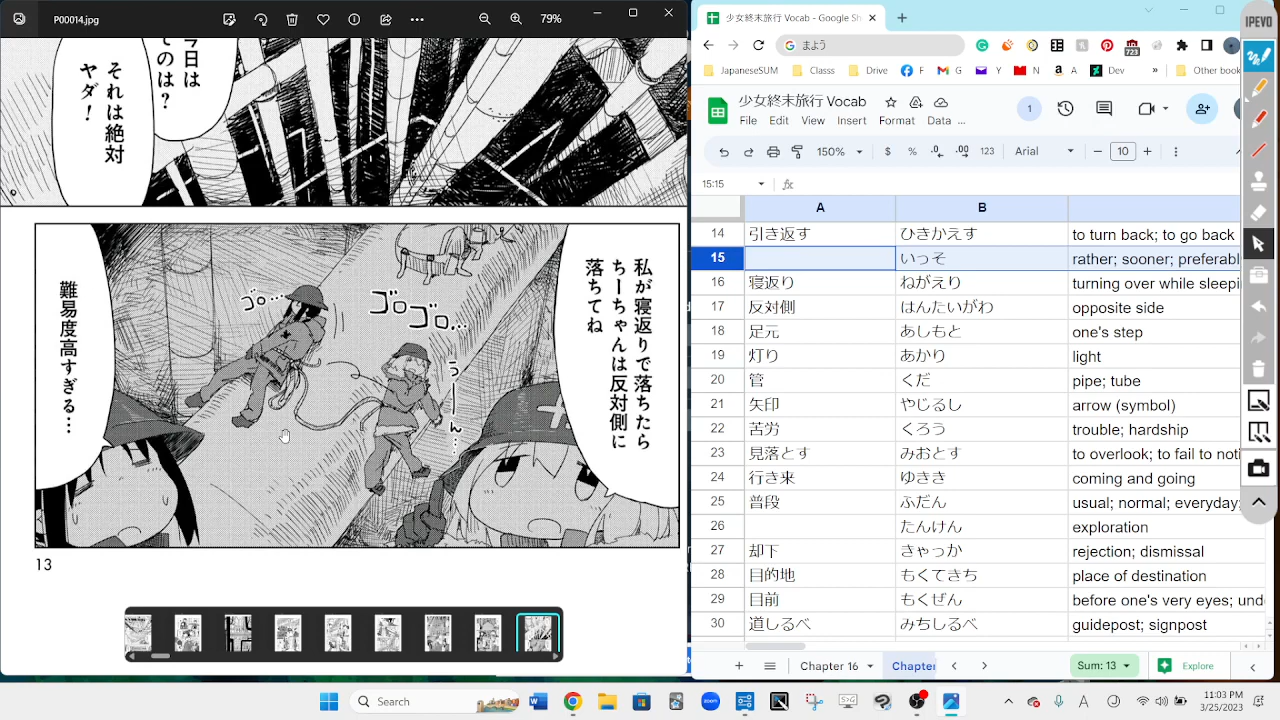 P00014.jpg
79%
今日は
ての は?
それは絶対
ヤダ！
私が寝返りで落ちたら
ちーちゃんは反対側に
落ちてね
ゴロ…
ゴロ
ゴロ…
うーーん…
難易度高すぎる…
13
少女終末旅行 Vocab - Google Sh
まよう
JapaneseSUM
Classs
Drive
F
G
Y
N
A
Dev
»
Other book
少女終末旅行 Vocab
1
File Edit View Insert Format Data ...
150% $ % .0 .00 123 Arial 10
15:15 fx
A B
14 引き返す ひきかえす to turn back; to go back
15 いっそ rather; sooner; preferabl
16 寝返り ねがえり turning over while sleepi
17 反対側 はんたいがわ opposite side
18 足元 あしもと one's step
19 灯り あかり light
20 管 くだ pipe; tube
21 矢印 やじるし arrow (symbol)
22 苦労 くろう trouble; hardship
23 見落とす みおとす to overlook; to fail to noti
24 行き来 ゆきき coming and going
25 普段 ふだん usual; normal; everyday
26 たんけん exploration
27 却下 きゃっか rejection; dismissal
28 目的地 もくてきち place of destination
29 目前 もくぜん before one's very eyes; und
30 道しるべ みちしるべ guidepost; signpost
Chapter 16 Chapter Sum: 13 Explore
IPEVO
Search
zoom
A
11:03 PM